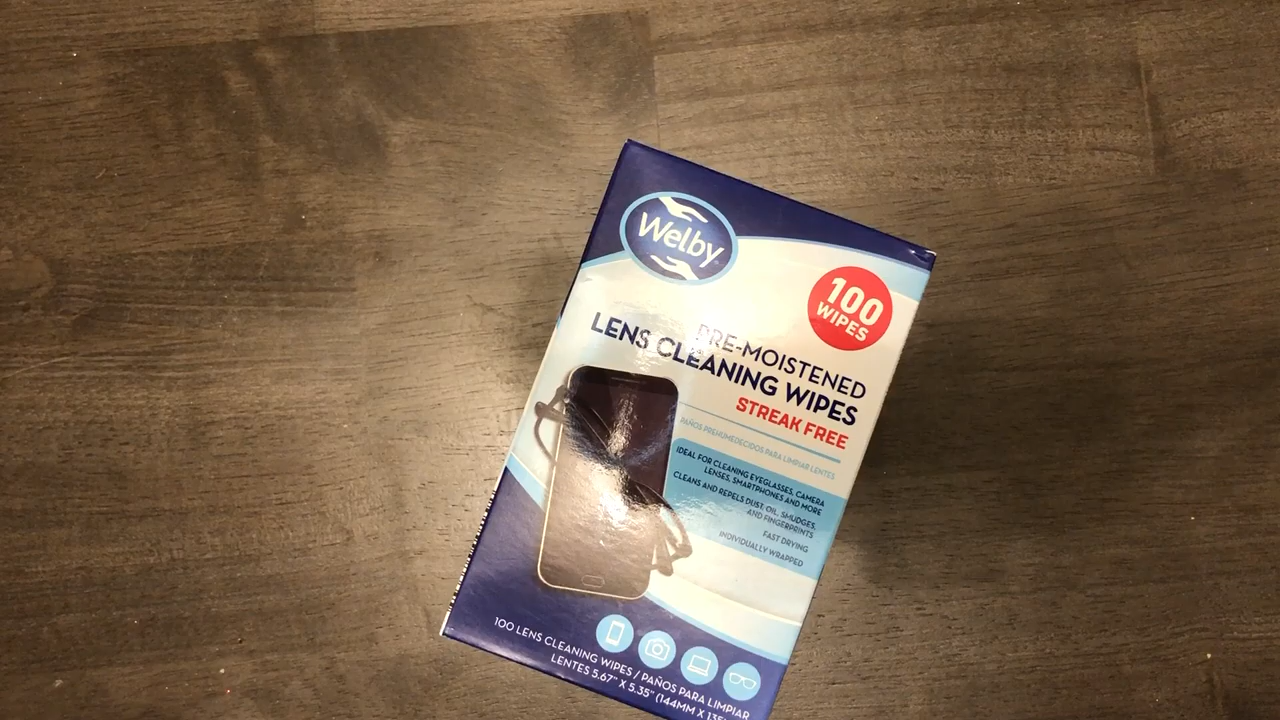 Welby
100
WIPES
PRE-MOISTENED
LENS CLEANING WIPES
STREAK FREE
PAÑOS PREHUMEDECIDOS PARA LIMPIAR LENTES
IDEAL FOR CLEANING EYEGLASSES, CAMERA
LENSES, SMARTPHONES AND MORE
CLEANS AND REPELS DUST, OIL, SMUDGES,
AND FINGERPRINTS
FAST DRYING
INDIVIDUALLY WRAPPED
100 LENS CLEANING WIPES / PAÑOS PARA LIMPIAR
LENTES 5.67" X 5.35" (144MM X